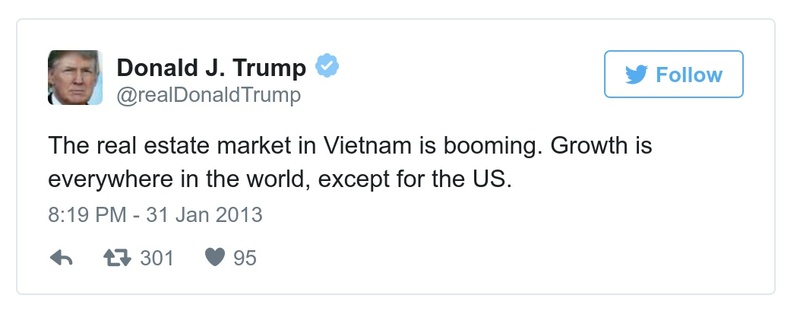 Donald J. Trump
@realDonaldTrump
Follow
The real estate market in Vietnam is booming. Growth is
everywhere in the world, except for the US.
8:19 PM - 31 Jan 2013
301 95